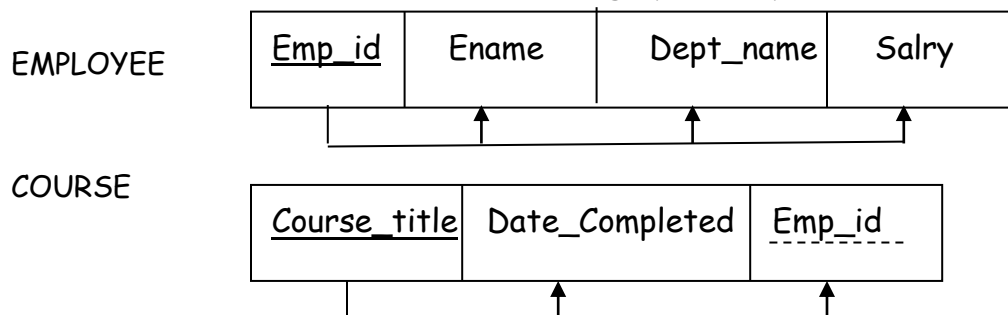 EMPLOYEE Emp_id Ename Dept_name Salry
COURSE
Course_title Date_Completed Emp_id